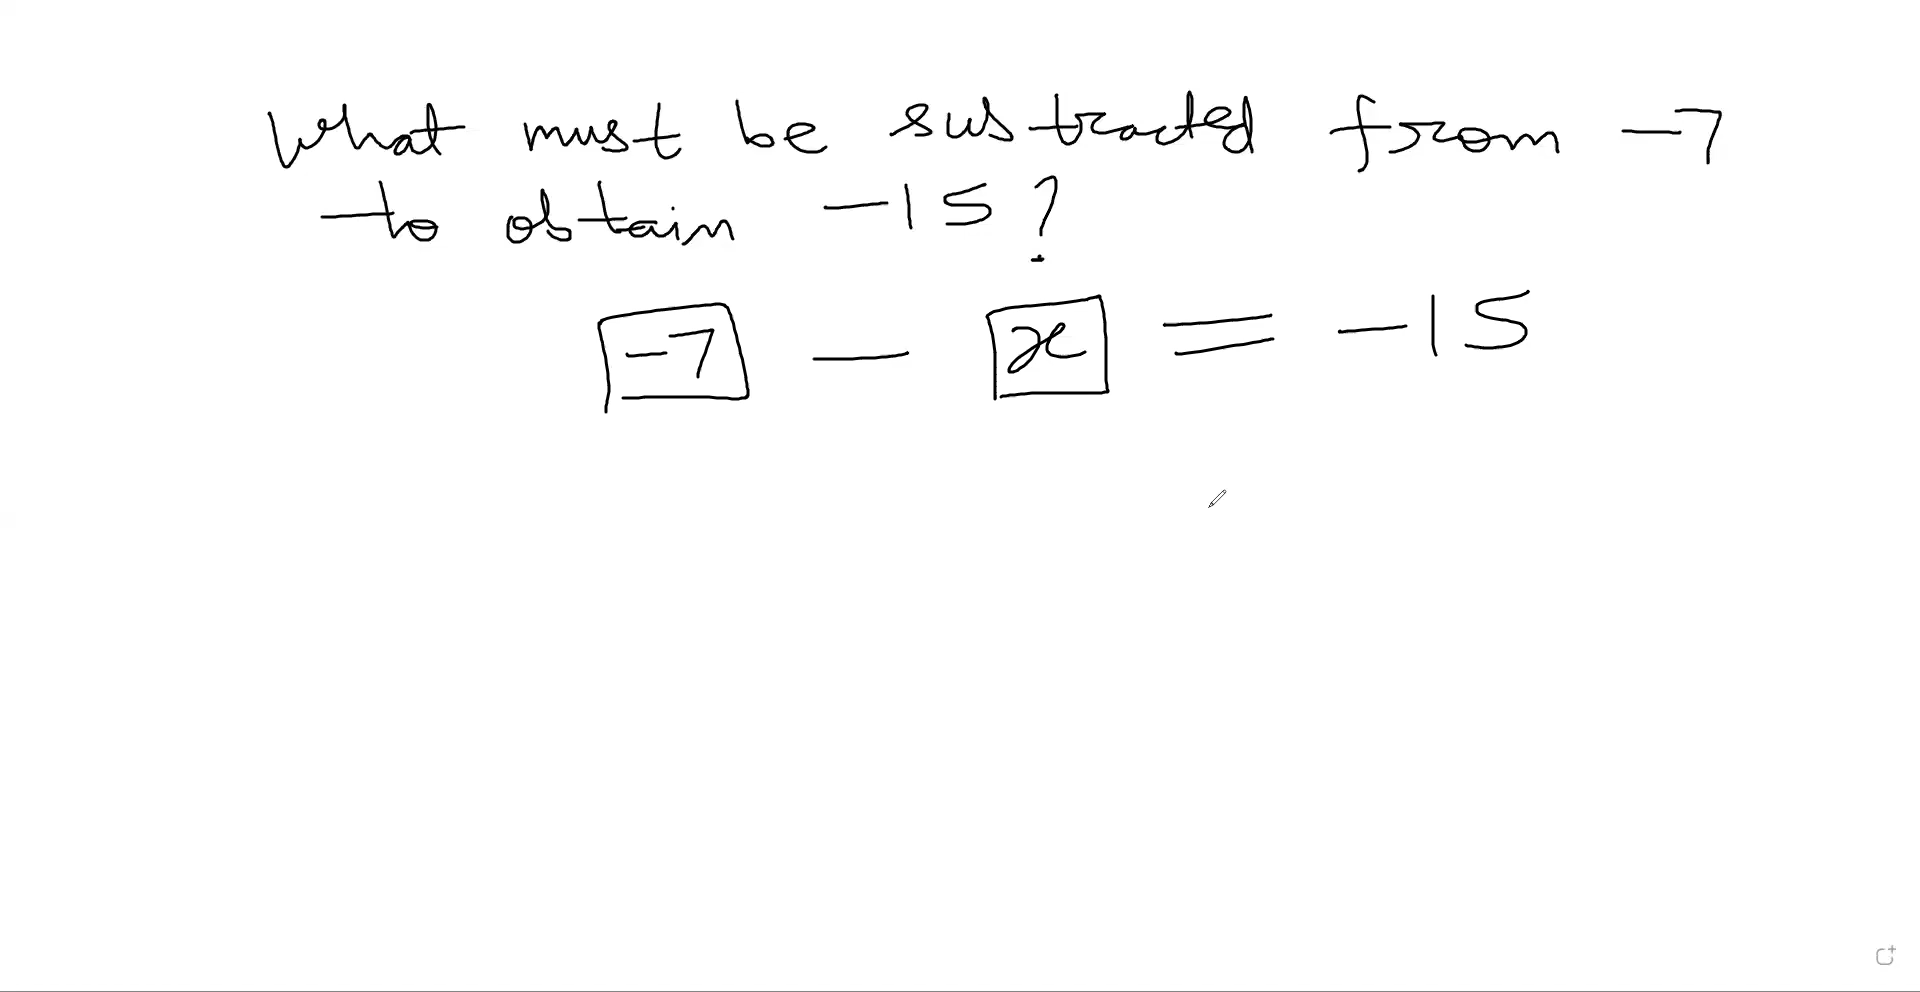 What must be subtracted from -7
to obtain -15?
-7 - x = -15